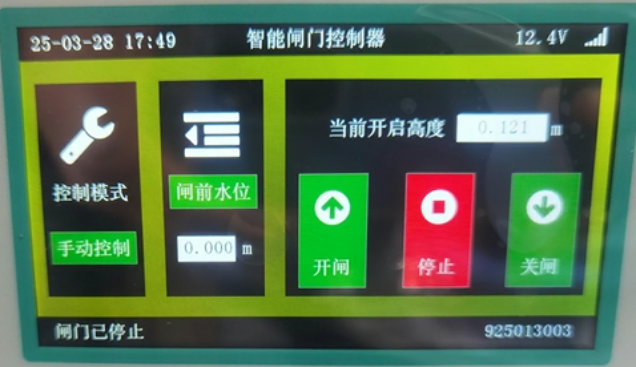 25-03-28 17:49 智能闸门控制器 12.4V
控制模式
手动控制
闸前水位
0.000 m
当前开启高度 0.121 m
开闸 停止 关闸
闸门已停止 925013003